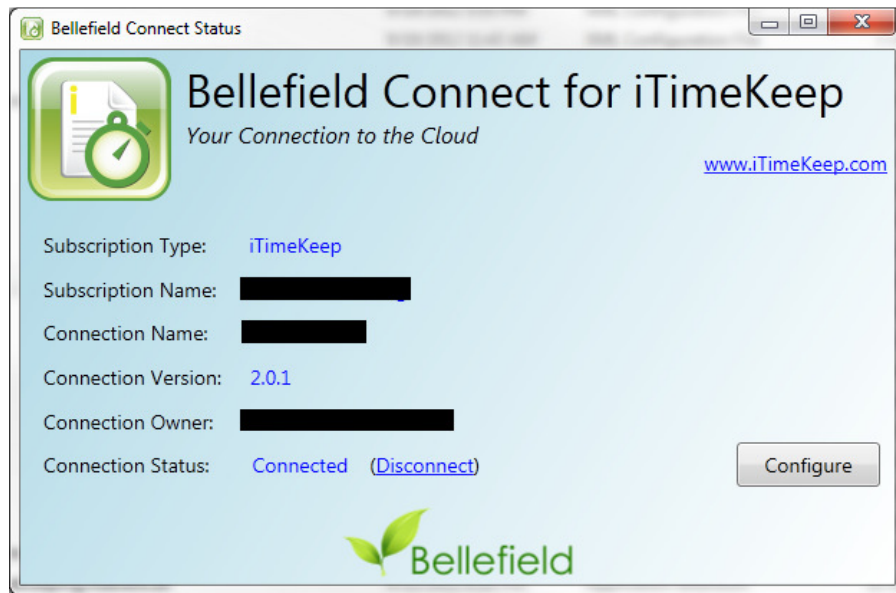 Bellefield Connect Status
Bellefield Connect for iTimeKeep
Your Connection to the Cloud
www.iTimeKeep.com
Subscription Type: iTimeKeep
Subscription Name:
Connection Name:
Connection Version: 2.0.1
Connection Owner:
Connection Status: Connected (Disconnect)
Configure
Bellefield